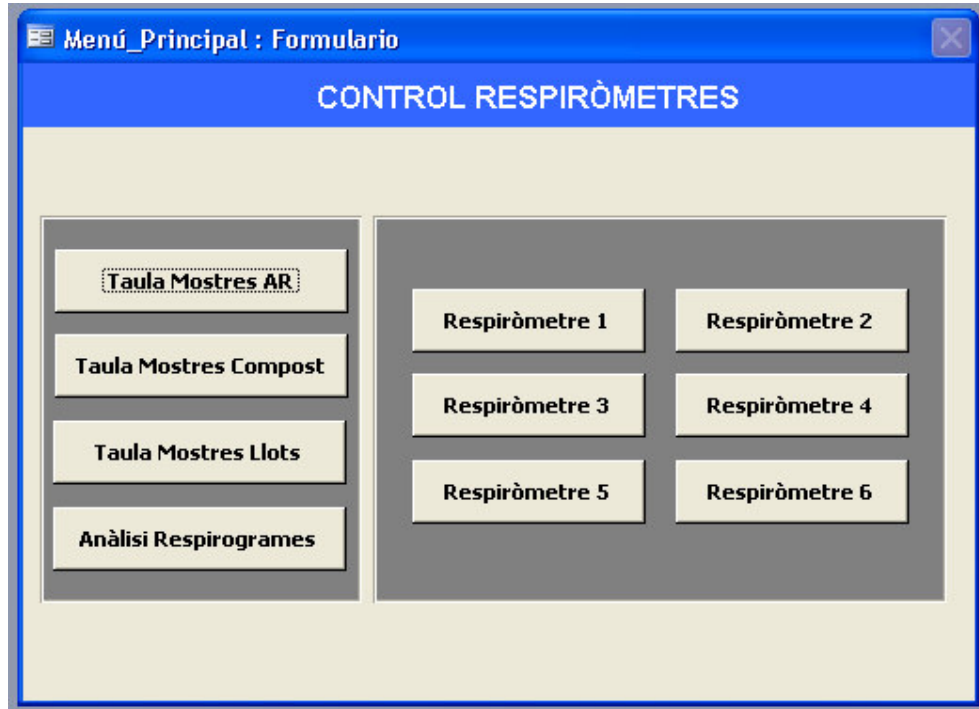 Menú_Principal : Formulario
CONTROL RESPIRÒMETRES
Taula Mostres AR
Taula Mostres Compost
Taula Mostres Llots
Anàlisi Respirogrames
Respiròmetre 1
Respiròmetre 2
Respiròmetre 3
Respiròmetre 4
Respiròmetre 5
Respiròmetre 6